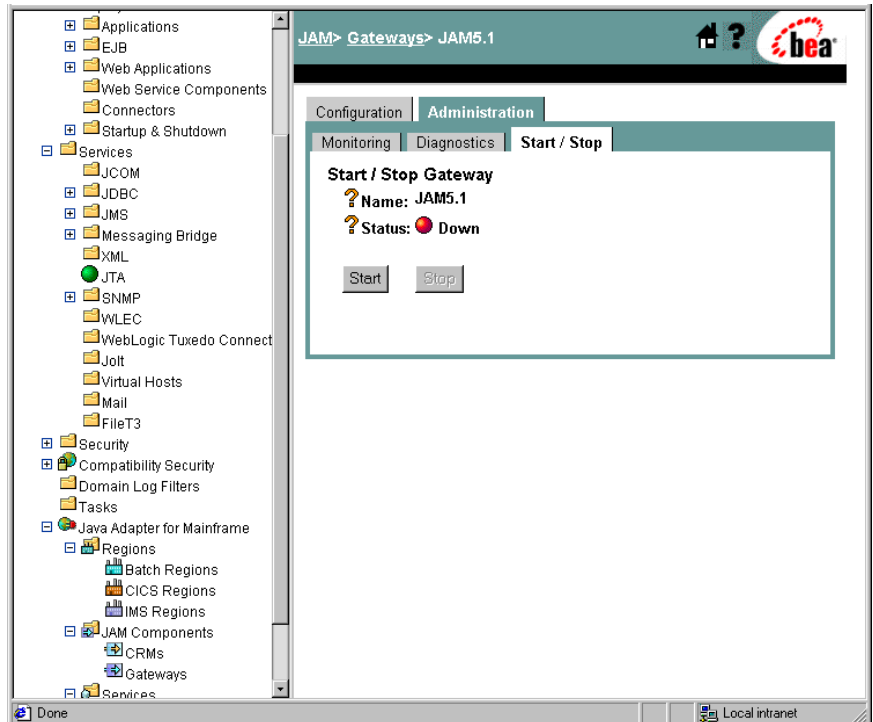 Applications
EJB
Web Applications
Web Service Components
Connectors
Startup & Shutdown
Services
JCOM
JDBC
JMS
Messaging Bridge
XML
JTA
SNMP
WLEC
WebLogic Tuxedo Connect
Jolt
Virtual Hosts
Mail
FileT3
Security
Compatibility Security
Domain Log Filters
Tasks
Java Adapter for Mainframe
Regions
Batch Regions
CICS Regions
IMS Regions
JAM Components
CRMs
Gateways
Services
JAM> Gateways> JAM5.1
? bea
Configuration Administration
Monitoring Diagnostics Start / Stop
Start / Stop Gateway
? Name: JAM5.1
? Status: Down
Start Stop
Done Local intranet